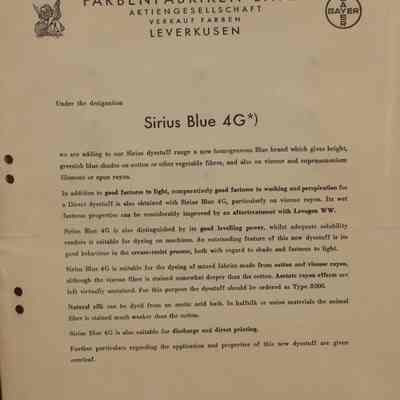 FARBENFABRIKEN BAYER
AKTIENGESELLSCHAFT
VERKAUF FARBEN
LEVERKUSEN
BAYER
Under the designation
Sirius Blue 4G*)
we are adding to our Sirius dyestuff range a new homogeneous Blue brand which gives bright,
greenish blue shades on cotton or other vegetable fibres, and also on viscose and cuprammonium
filament or spun rayon.
In addition to good fastness to light, comparatively good fastness to washing and perspiration for
a Direct dyestuff is also obtained with Sirius Blue 4G, particularly on viscose rayon. Its wet
fastness properties can be considerably improved by an aftertreatment with Levogen WW.
Sirius Blue 4G is also distinguished by its good levelling power, whilst adequate solubility
renders it suitable for dyeing on machines. An outstanding feature of this new dyestuff is its
good behaviour in the crease-resist process, both with regard to shade and fastness to light.
Sirius Blue 4G is suitable for the dyeing of mixed fabrics made from cotton and viscose rayon,
although the viscose fibre is stained somewhat deeper than the cotton. Acetate rayon effects are
left virtually unstained. For this purpose the dyestuff should be ordered as Type 8000.
Natural silk can be dyed from an acetic acid bath. In halfsilk or union materials the animal
fibre is stained much weaker than the cotton.
Sirius Blue 4G is also suitable for discharge and direct printing.
Further particulars regarding the application and properties of this new dyestuff are given
overleaf.